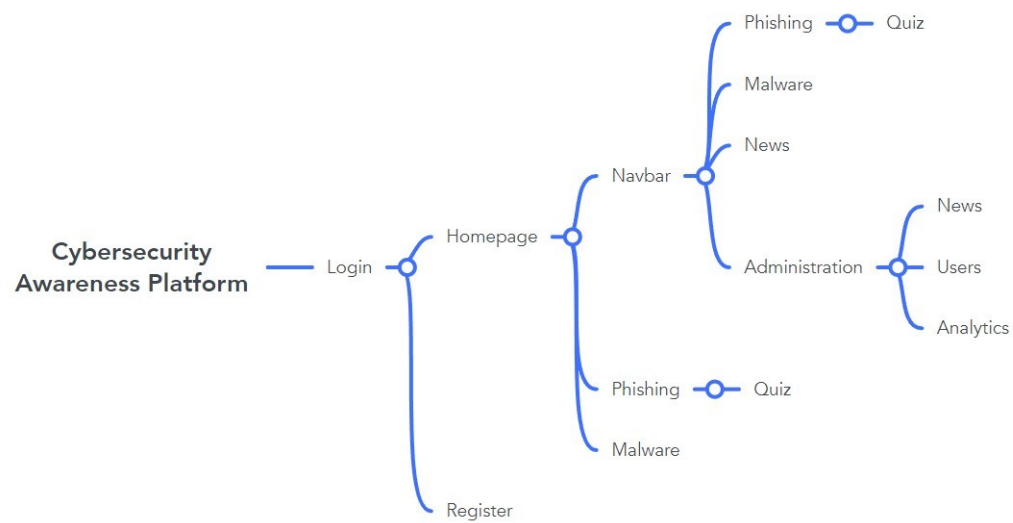 Phishing
Quiz
Malware
News
Navbar
News
Homepage
Cybersecurity
Awareness Platform
Login
Administration
Users
Analytics
Phishing
Quiz
Malware
Register